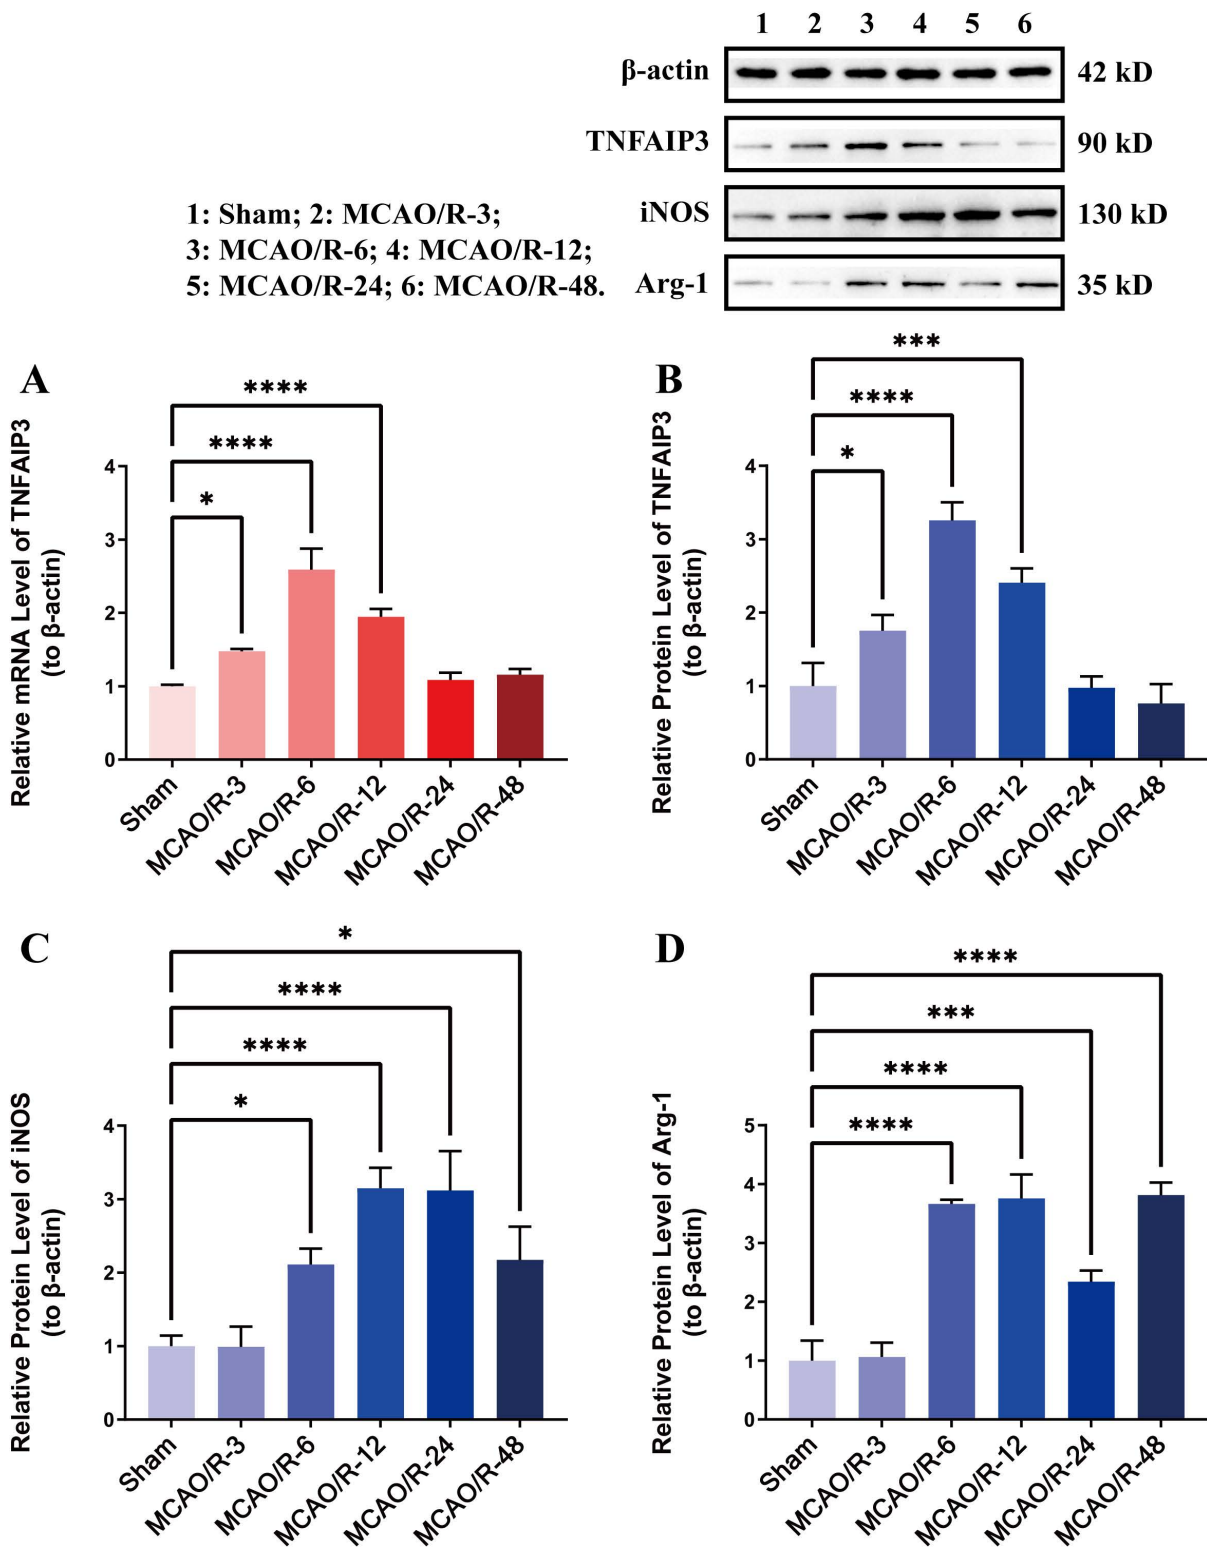 1 2 3 4 5 6
β-actin 42 kD
TNFAIP3 90 kD
iNOS 130 kD
Arg-1 35 kD
1: Sham; 2: MCAO/R-3;
3: MCAO/R-6; 4: MCAO/R-12;
5: MCAO/R-24; 6: MCAO/R-48.
A
Relative mRNA Level of TNFAIP3
(to β-actin)
****
****
*
4
3
2
1
0
Sham
MCAO/R-3
MCAO/R-6
MCAO/R-12
MCAO/R-24
MCAO/R-48
B
Relative Protein Level of TNFAIP3
(to β-actin)
***
****
*
4
3
2
1
0
Sham
MCAO/R-3
MCAO/R-6
MCAO/R-12
MCAO/R-24
MCAO/R-48
C
Relative Protein Level of iNOS
(to β-actin)
*
****
****
*
4
3
2
1
0
Sham
MCAO/R-3
MCAO/R-6
MCAO/R-12
MCAO/R-24
MCAO/R-48
D
Relative Protein Level of Arg-1
(to β-actin)
****
***
****
****
5
4
3
2
1
0
Sham
MCAO/R-3
MCAO/R-6
MCAO/R-12
MCAO/R-24
MCAO/R-48